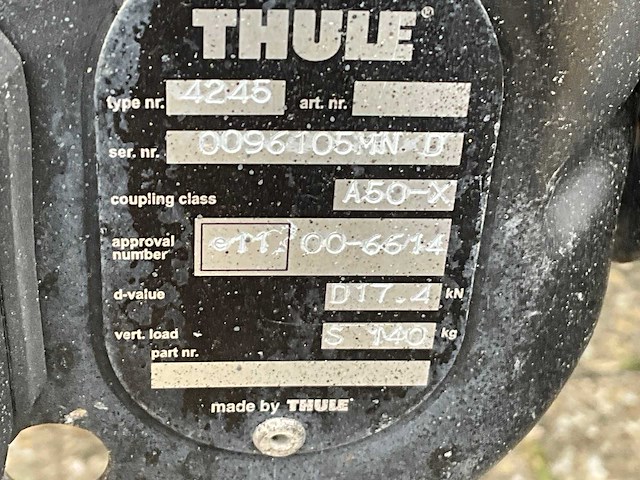 THULE®
type nr. 4245 art. nr.
ser. nr. 0096105MN D
coupling class A50-X
approval number e11 00-6614
d-value D17.4 kN
vert. load S 140 kg
part nr.
made by THULE